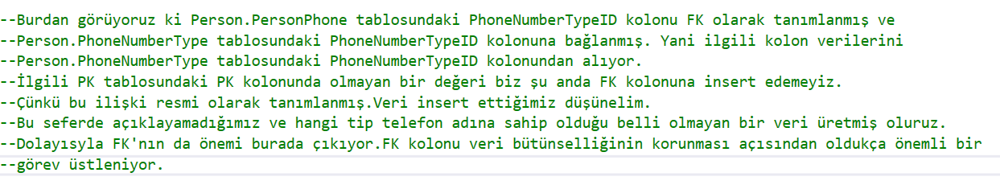 --Burdan görüyoruz ki Person.PersonPhone tablosundaki PhoneNumberTypeID kolonu FK olarak tanımlanmış ve
--Person.PhoneNumberType tablosundaki PhoneNumberTypeID kolonuna bağlanmış. Yani ilgili kolon verilerini
--Person.PhoneNumberType tablosundaki PhoneNumberTypeID kolonundan alıyor.
--İlgili PK tablosundaki PK kolonunda olmayan bir değeri biz şu anda FK kolonuna insert edemeyiz.
--Çünkü bu ilişki resmi olarak tanımlanmış.Veri insert ettiğimiz düşünelim.
--Bu seferde açıklayamadığımız ve hangi tip telefon adına sahip olduğu belli olmayan bir veri üretmiş oluruz.
--Dolayısyla FK'nın da önemi burada çıkıyor.FK kolonu veri bütünselliğinin korunması açısından oldukça önemli bir
--görev üstleniyor.